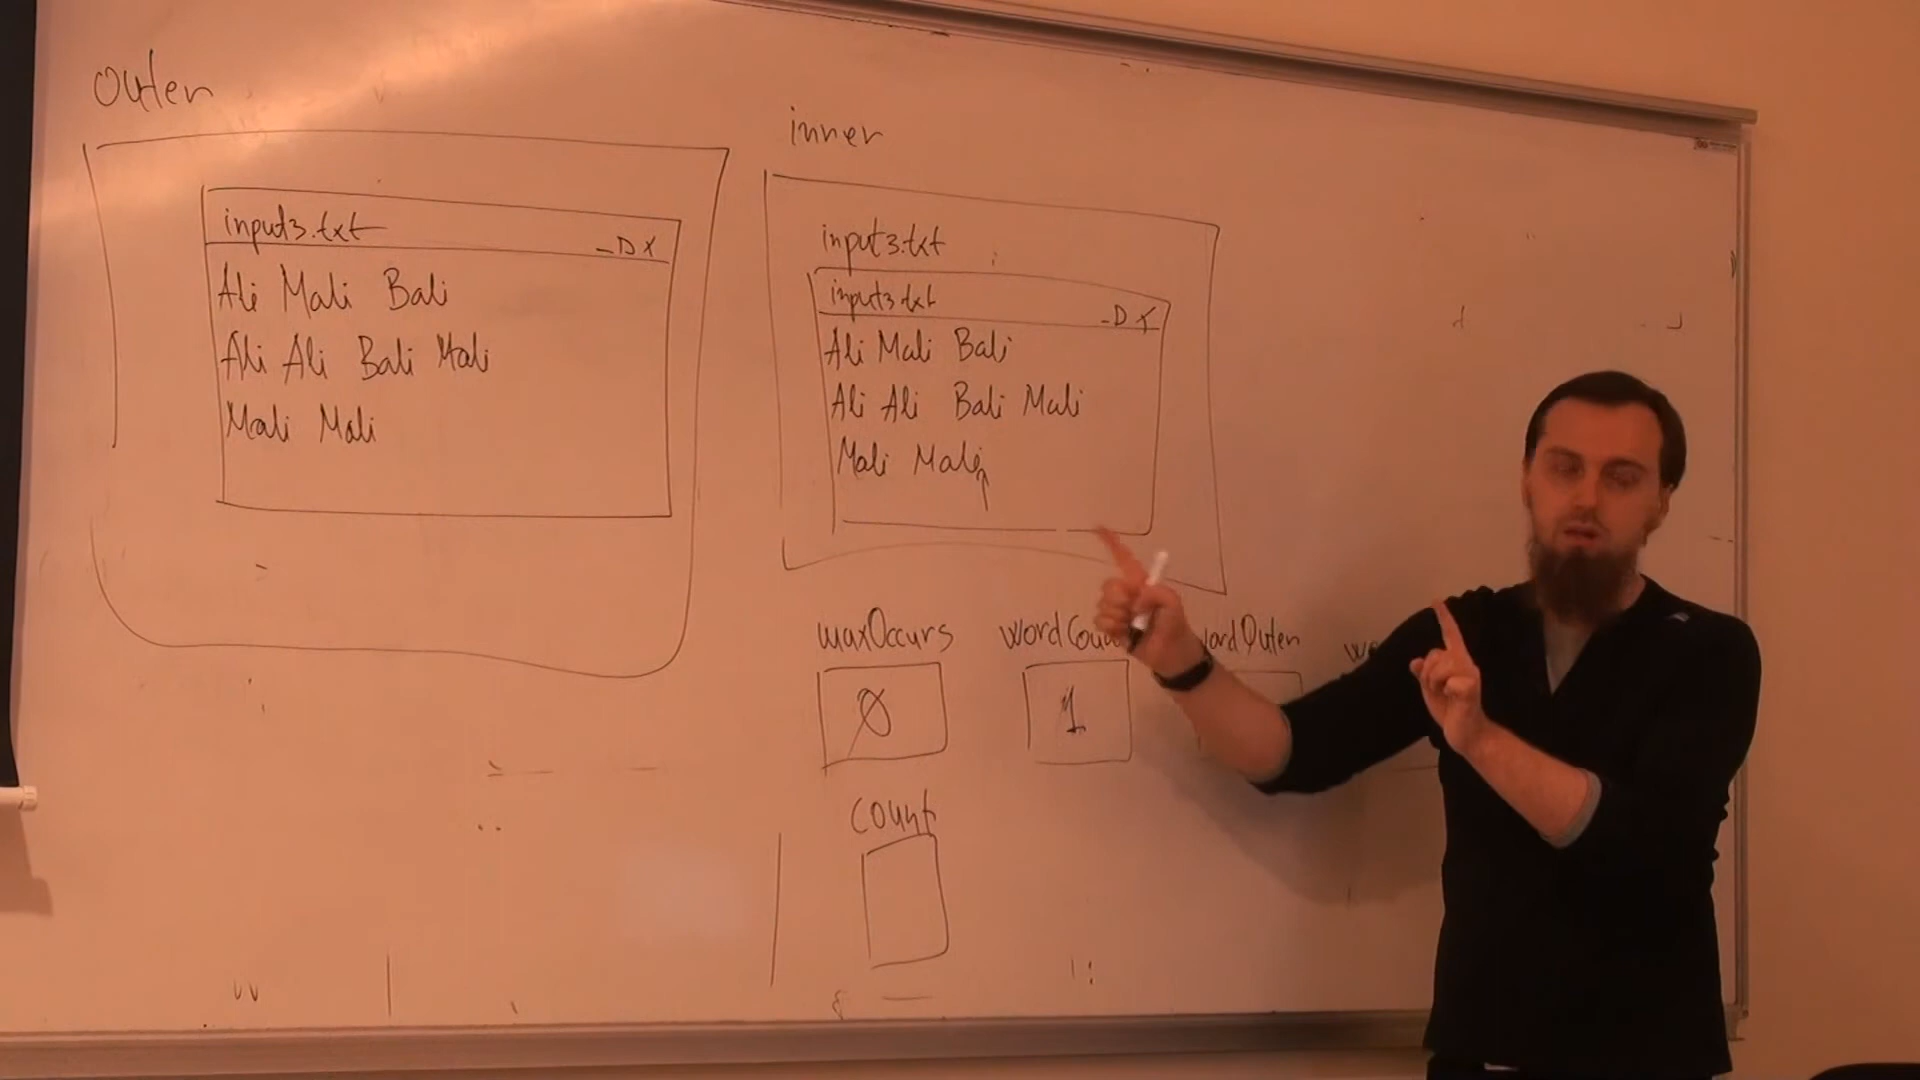 Outer
input3.txt
Ali Mali Bali
Ali Ali Bali Mali
Mali Mali
inner
input3.txt
input3.txt
Ali Mali Bali
Ali Ali Bali Mali
Mali Mali
maxOccurs
0
1
count